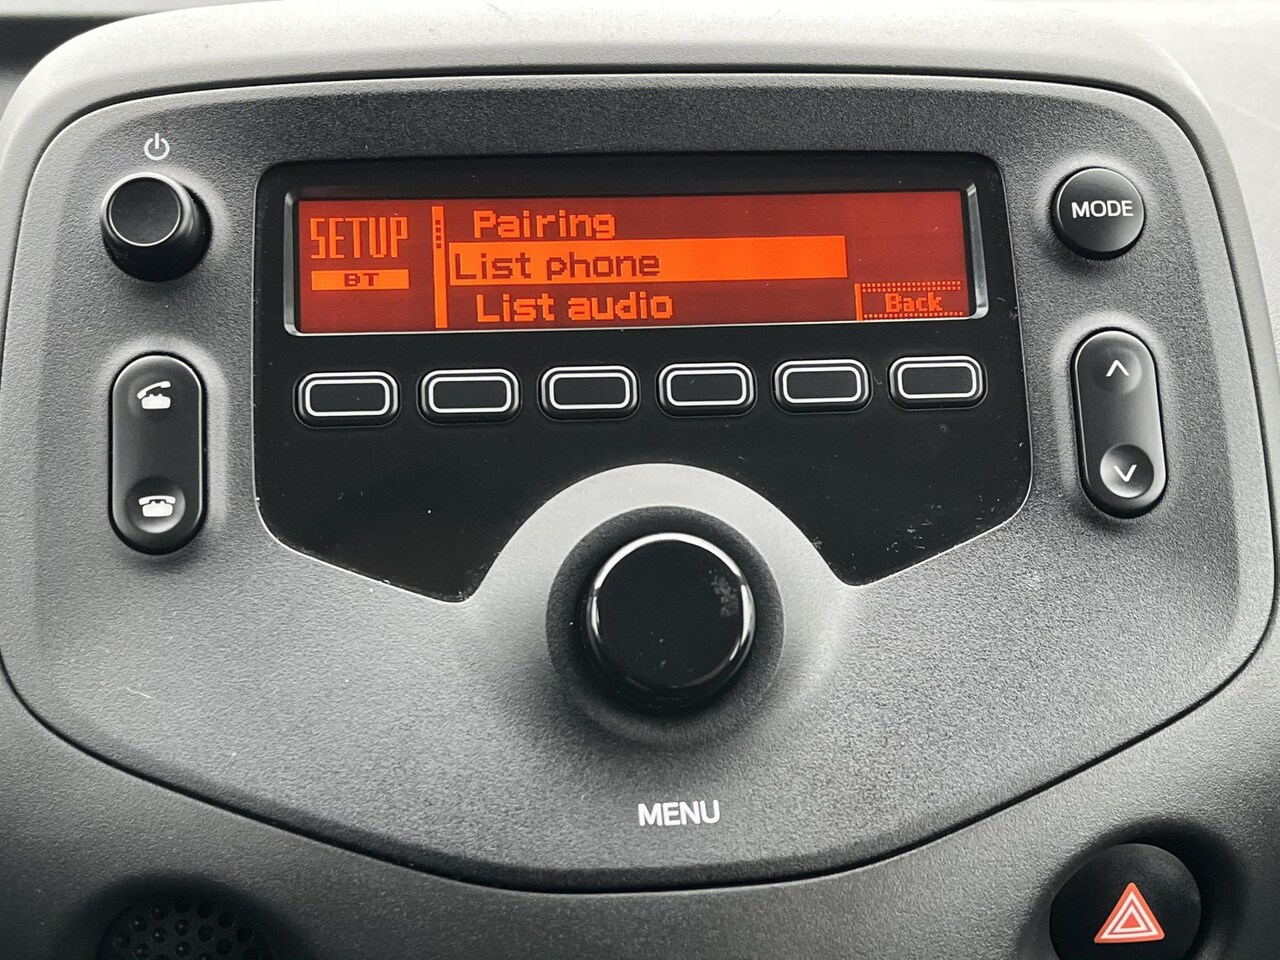 SETUP
BT
Pairing
List phone
List audio
Back
MODE
MENU